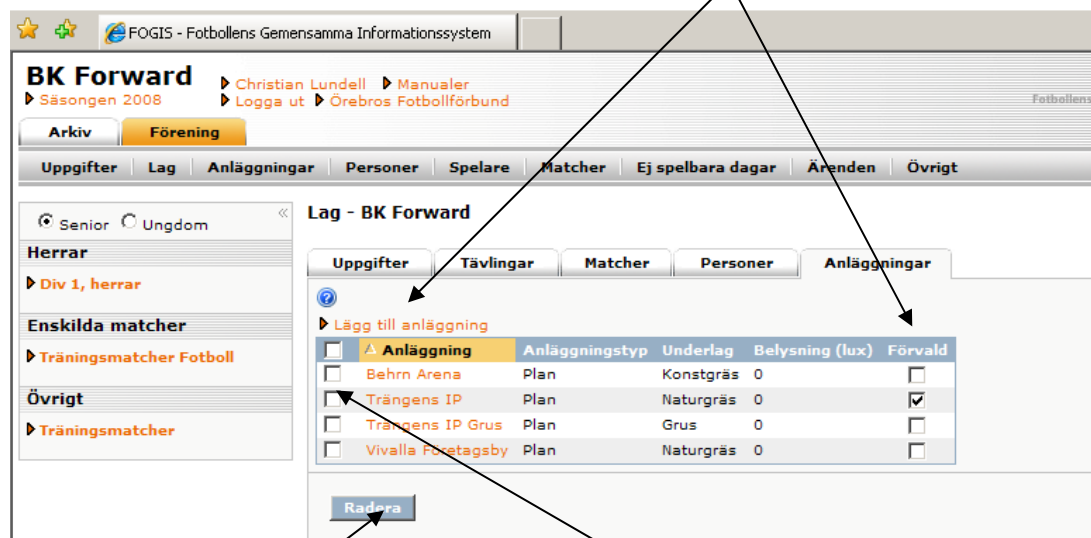 FOGIS - Fotbollens Gemensamma Informationssystem
BK Forward
Christian Lundell Manualer
Säsongen 2008 Logga ut Örebros Fotbollförbund
Fotbollens
Arkiv Förening
Uppgifter Lag Anläggningar Personer Spelare Matcher Ej spelbara dagar Ärenden Övrigt
Senior Ungdom «
Herrar
Div 1, herrar
Enskilda matcher
Träningsmatcher Fotboll
Övrigt
Träningsmatcher
Lag - BK Forward
Uppgifter Tävlingar Matcher Personer Anläggningar
?
Lägg till anläggning
Anläggning Anläggningstyp Underlag Belysning (lux) Förvald
Behrn Arena Plan Konstgräs 0
Trängens IP Plan Naturgräs 0
Trängens IP Grus Plan Grus 0
Vivalla Företagsby Plan Naturgräs 0
Radera